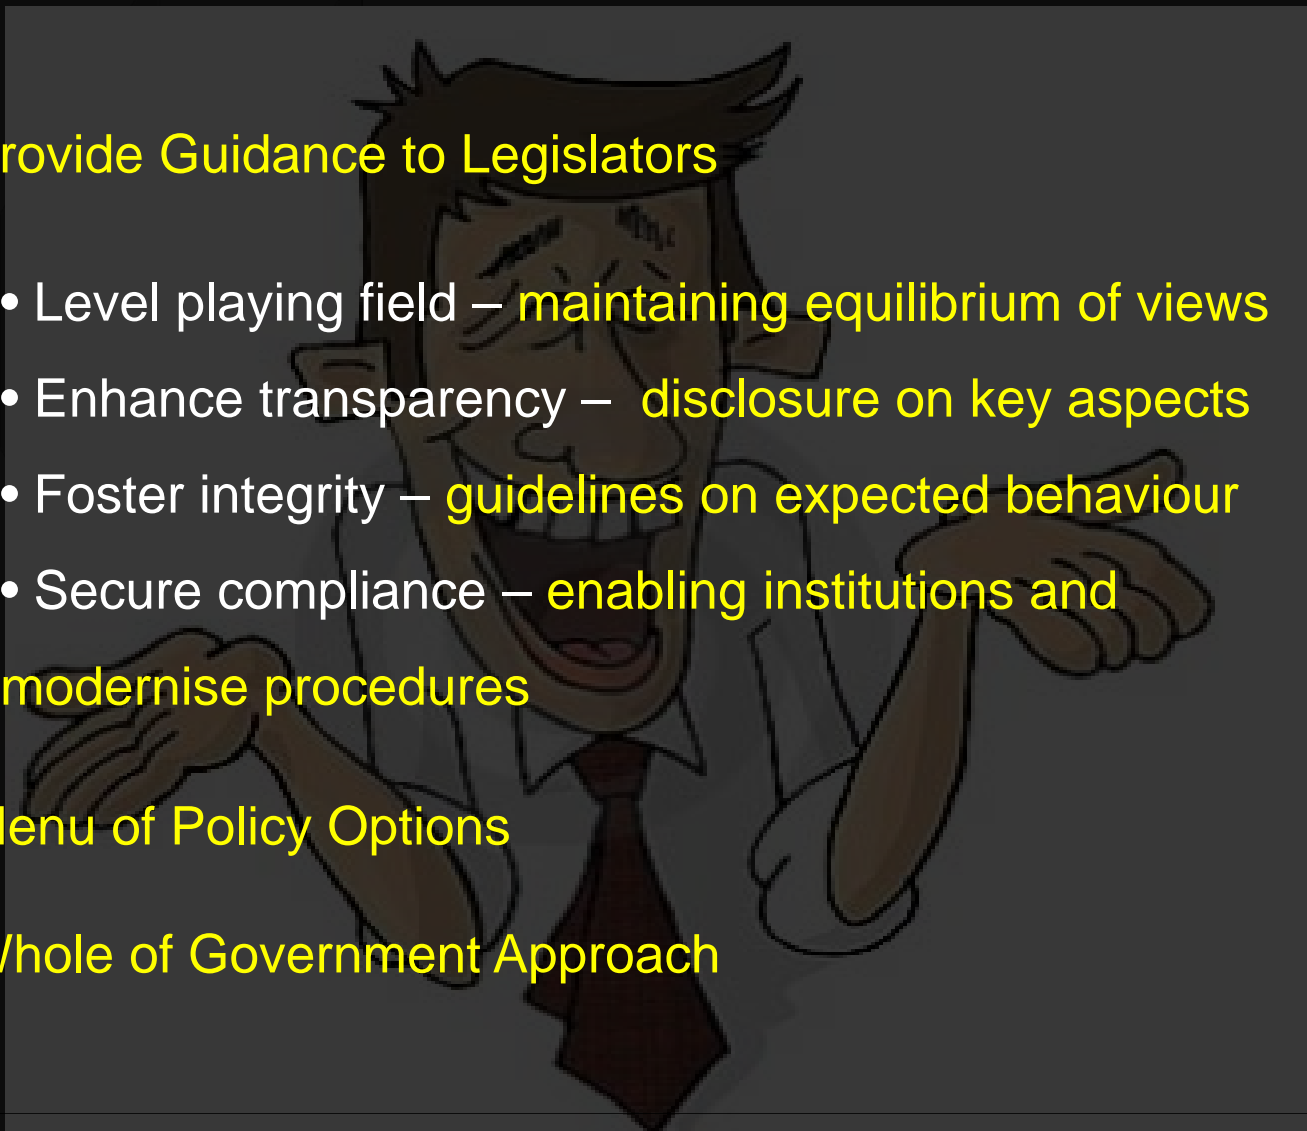 rovide Guidance to Legislators
• Level playing field – maintaining equilibrium of views
• Enhance transparency – disclosure on key aspects
• Foster integrity – guidelines on expected behaviour
• Secure compliance – enabling institutions and
modernise procedures
enu of Policy Options
hole of Government Approach